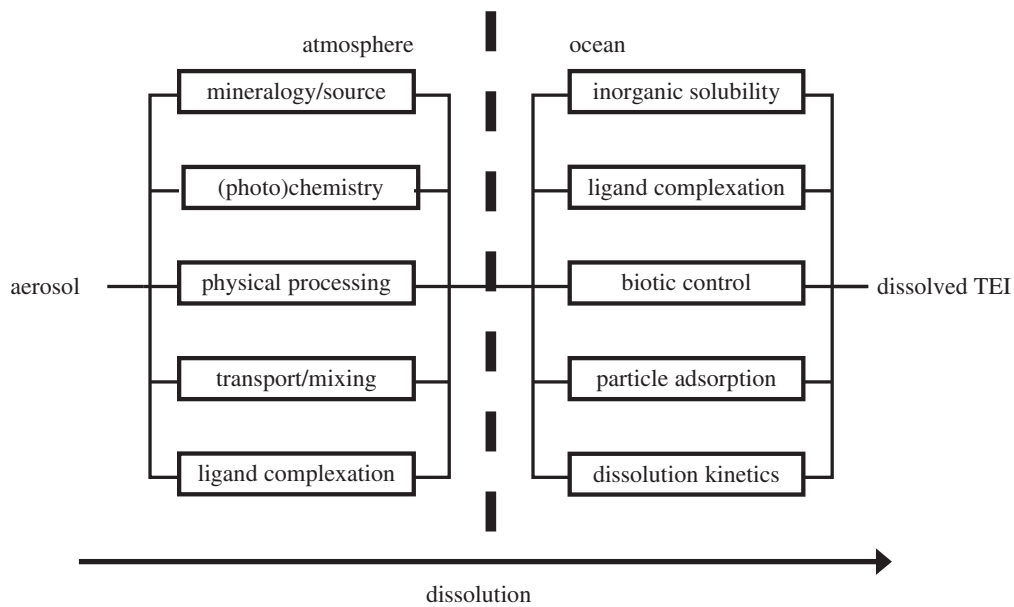 atmosphere
ocean
mineralogy/source
inorganic solubility
(photo)chemistry
ligand complexation
aerosol
physical processing
biotic control
dissolved TEI
transport/mixing
particle adsorption
ligand complexation
dissolution kinetics
dissolution